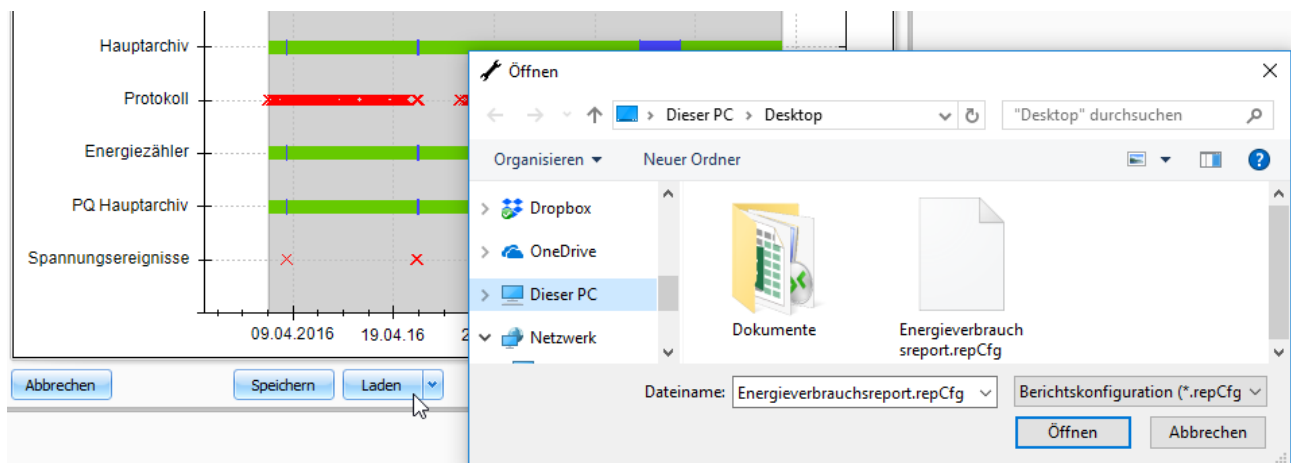 Hauptarchiv
Protokoll
Energiezähler
PQ Hauptarchiv
Spannungsereignisse
09.04.2016 19.04.16 2
Abbrechen Speichern Laden
Öffnen
Dieser PC Desktop "Desktop" durchsuchen
Organisieren Neuer Ordner
Dropbox
OneDrive
Dieser PC
Netzwerk
Dokumente
Energieverbrauch
sreport.repCfg
Dateiname: Energieverbrauchsreport.repCfg Berichtskonfiguration (*.repCfg
Öffnen Abbrechen